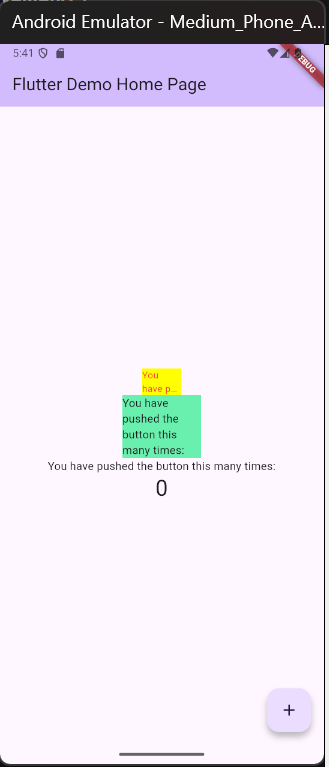 Android Emulator - Medium_Phone_A...
5:41
DEBUG
Flutter Demo Home Page
You
have p...
You have
pushed the
button this
many times:
You have pushed the button this many times:
0
+